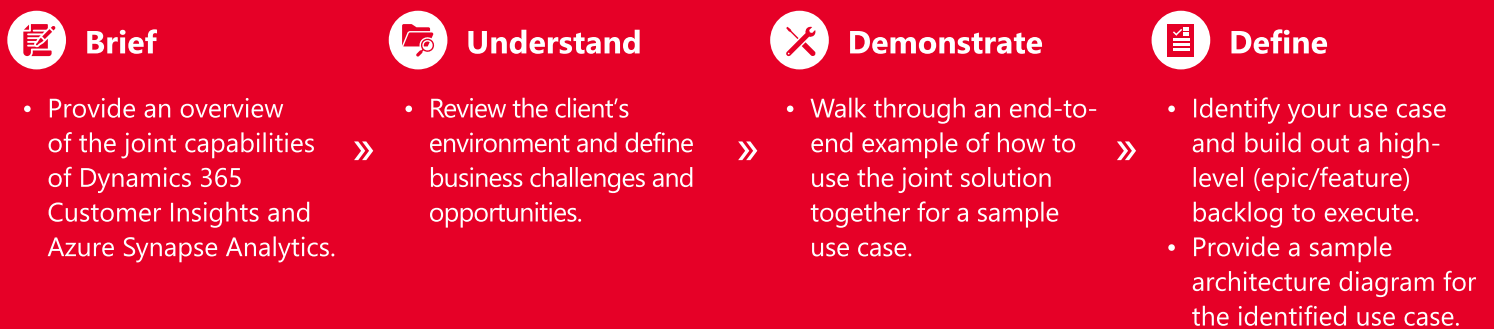 Brief
• Provide an overview
of the joint capabilities
of Dynamics 365
Customer Insights and
Azure Synapse Analytics.
»
Understand
• Review the client’s
environment and define
business challenges and
opportunities.
»
Demonstrate
• Walk through an end-to-
end example of how to
use the joint solution
together for a sample
use case.
»
Define
• Identify your use case
and build out a high-
level (epic/feature)
backlog to execute.
• Provide a sample
architecture diagram for
the identified use case.